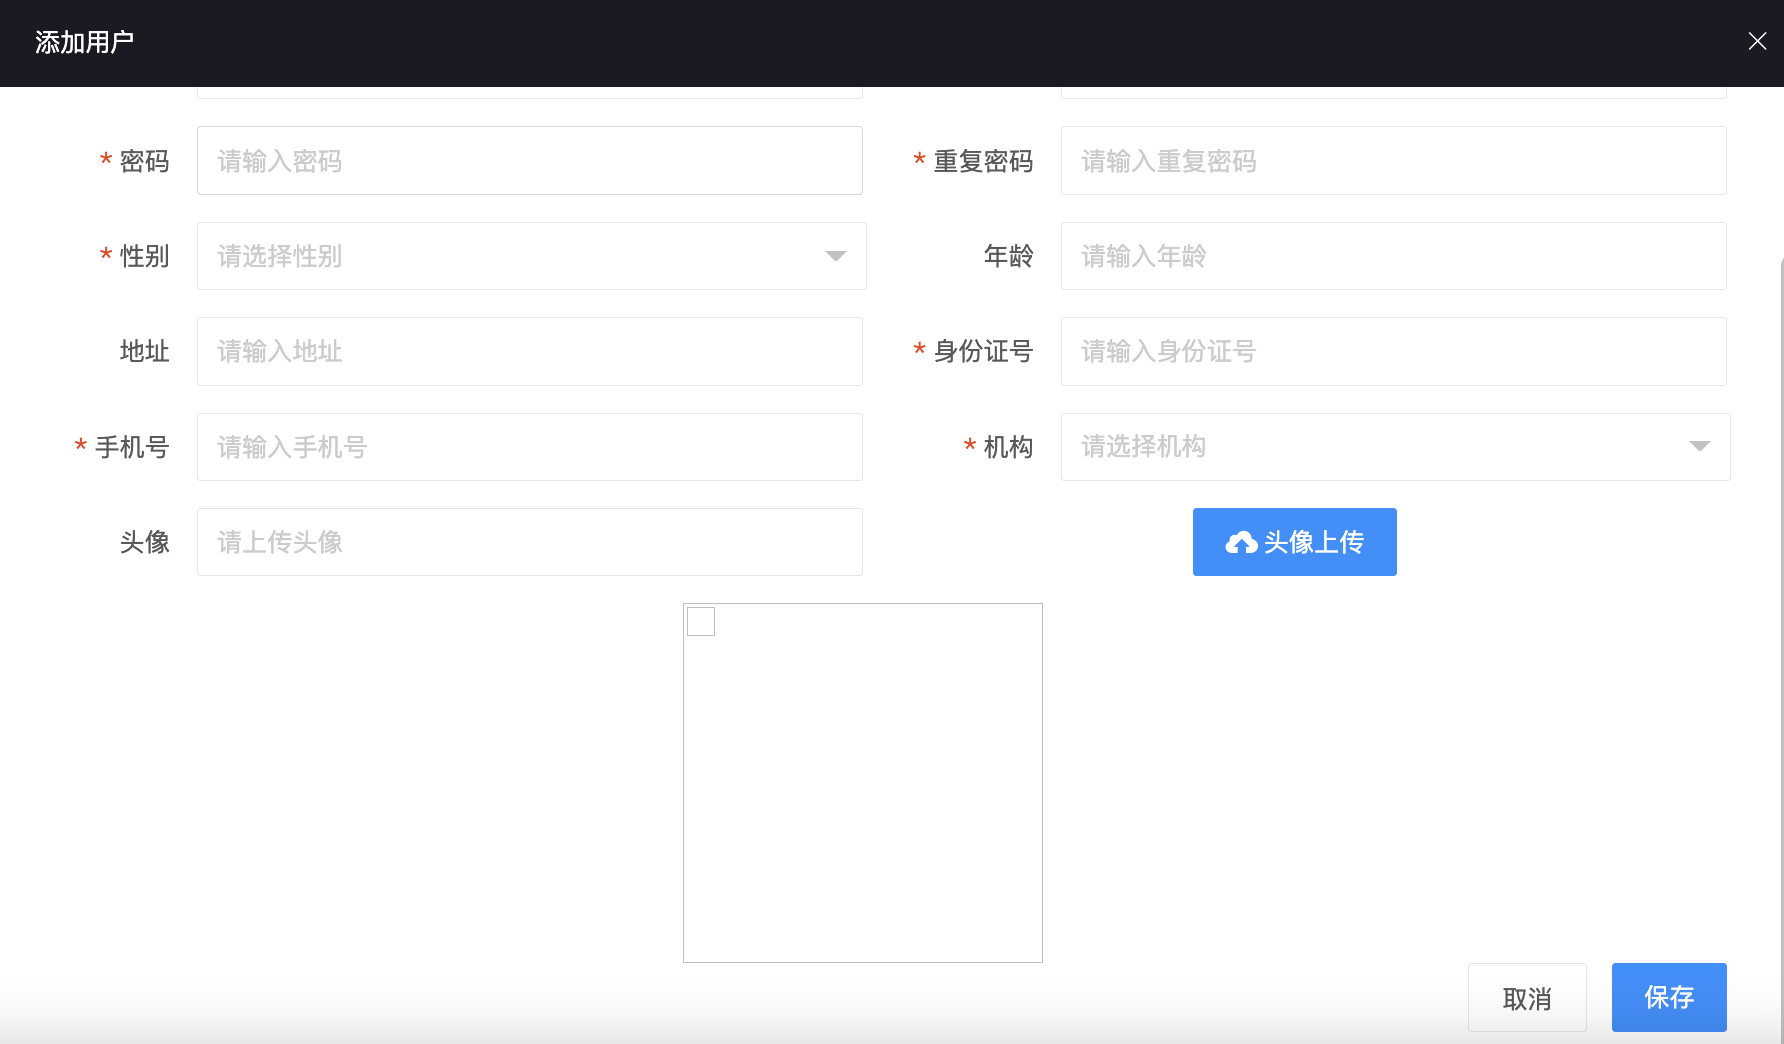 添加用户
* 密码 请输入密码 * 重复密码 请输入重复密码
* 性别 请选择性别 年龄 请输入年龄
地址 请输入地址 * 身份证号 请输入身份证号
* 手机号 请输入手机号 * 机构 请选择机构
头像 请上传头像 头像上传
取消 保存